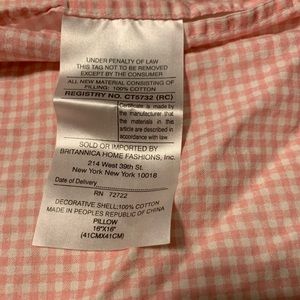 UNDER PENALTY OF LAW
THIS TAG NOT TO BE REMOVED
EXCEPT BY THE CONSUMER
ALL NEW MATERIAL CONSISTING OF
FILLING: 100% COTTON
REGISTRY NO. CT5732 (RC)
Certificate is made by
the manufacturer that
the materials in this
article are described in
accordance with law.
SOLD OR IMPORTED BY
BRITANNICA HOME FASHIONS, Inc.
214 West 39th St.
New York New York 10018
Date of Delivery
RN 72722
DECORATIVE SHELL:100% COTTON
MADE IN PEOPLES REPUBLIC OF CHINA
PILLOW
16"X16"
(41CMX41CM)